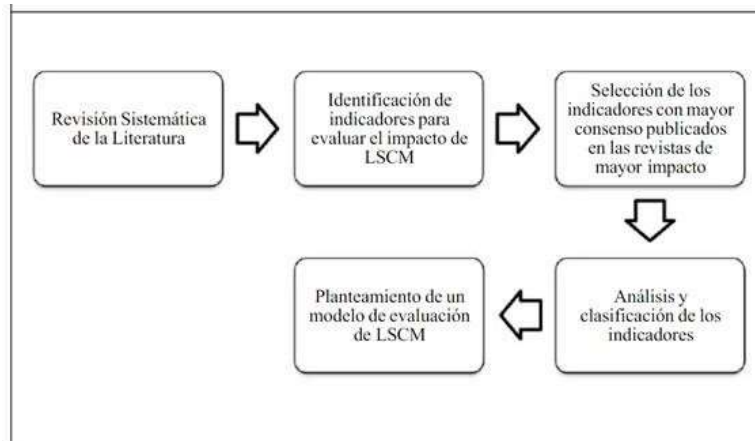 Revisión Sistemática
de la Literatura
Identificación de
indicadores para
evaluar el impacto de
LSCM
Selección de los
indicadores con mayor
consenso publicados
en las revistas de
mayor impacto
Análisis y
clasificación de los
indicadores
Planteamiento de un
modelo de evaluación
de LSCM